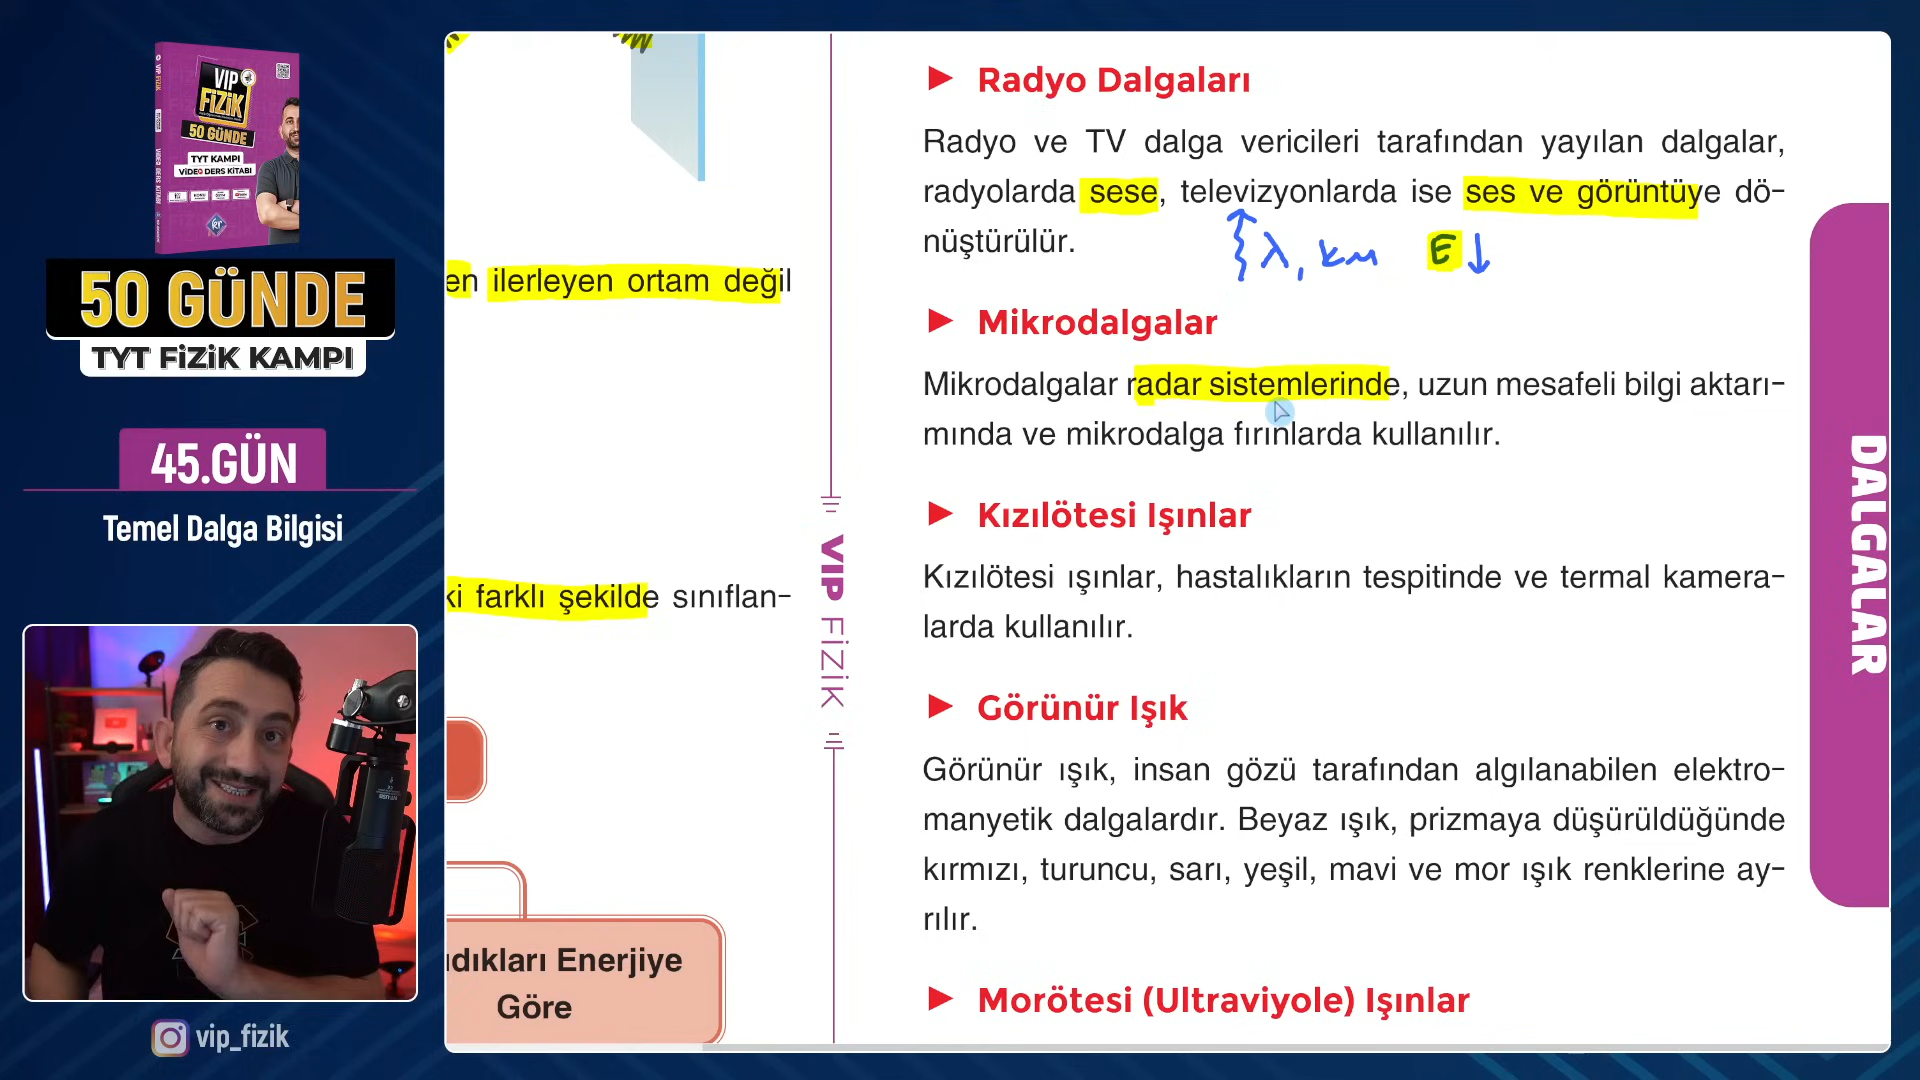 VIP
FİZİK
50 GÜNDE
TYT KAMPI
VİDEO DERS KİTABI
50 GÜNDE
TYT FİZİK KAMPI
45.GÜN
Temel Dalga Bilgisi
vip_fizik
en ilerleyen ortam değil
ki farklı şekilde sınıflan-
ıdıkları Enerjiye
Göre
VIP FİZİK
Radyo Dalgaları
Radyo ve TV dalga vericileri tarafından yayılan dalgalar,
radyolarda sese, televizyonlarda ise ses ve görüntüye dö-
nüştürülür.
↑ λ, km E ↓
Mikrodalgalar
Mikrodalgalar radar sistemlerinde, uzun mesafeli bilgi aktarı-
mında ve mikrodalga fırınlarda kullanılır.
Kızılötesi Işınlar
Kızılötesi ışınlar, hastalıkların tespitinde ve termal kamera-
larda kullanılır.
Görünür Işık
Görünür ışık, insan gözü tarafından algılanabilen elektro-
manyetik dalgalardır. Beyaz ışık, prizmaya düşürüldüğünde
kırmızı, turuncu, sarı, yeşil, mavi ve mor ışık renklerine ay-
rılır.
Morötesi (Ultraviyole) Işınlar
DALGALAR